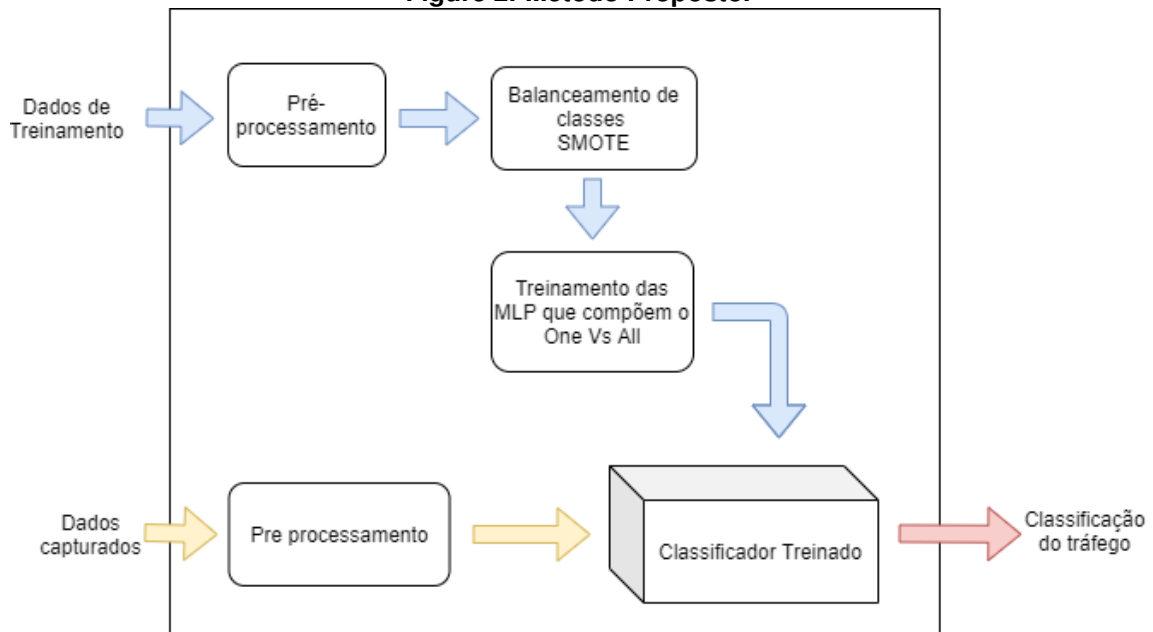 Figure 2. Método Proposto.
Dados de
Treinamento
Pré-
processamento
Balanceamento de
classes
SMOTE
Treinamento das
MLP que compõem o
One Vs All
Dados
capturados
Pre processamento
Classificador Treinado
Classificação
do tráfego